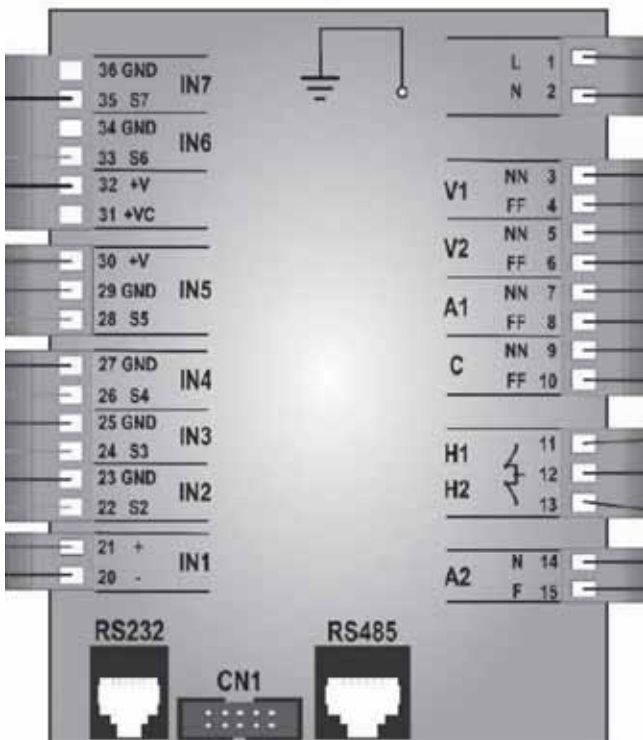 36 GND
IN7
35 S7
34 GND
IN6
33 S6
32 +V
31 +VC
30 +V
29 GND IN5
28 S5
27 GND
IN4
26 S4
25 GND
IN3
24 S3
23 GND
IN2
22 S2
21 +
IN1
20 -
L 1
N 2
NN 3
V1
FF 4
NN 5
V2
FF 6
NN 7
A1
FF 8
NN 9
C
FF 10
11
H1
12
H2
13
N 14
A2
F 15
RS232
CN1
RS485